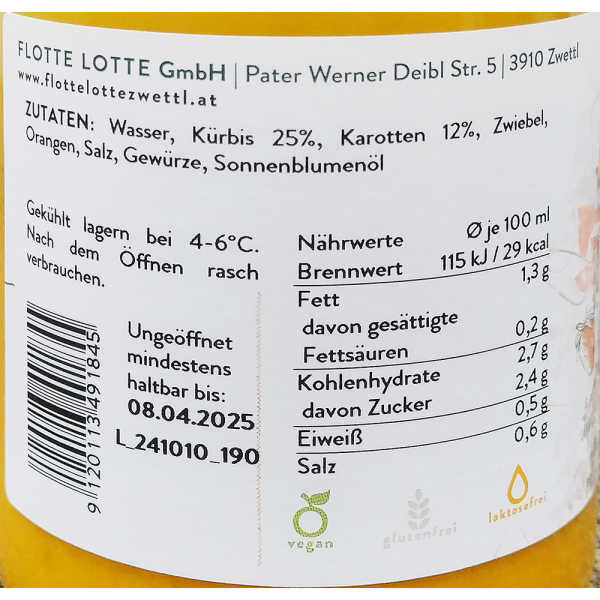 FLOTTE LOTTE GmbH | Pater Werner Deibl Str. 5 | 3910 Zwettl
www.flottelottezwettl.at
ZUTATEN: Wasser, Kürbis 25%, Karotten 12%, Zwiebel,
Orangen, Salz, Gewürze, Sonnenblumenöl
Gekühlt lagern bei 4-6°C.
Nach dem Öffnen rasch
verbrauchen.
Ungeöffnet
mindestens
haltbar bis:
08.04.2025
L_241010_190
9 120113 491845
Nährwerte Ø je 100 ml
Brennwert 115 kJ / 29 kcal
Fett 1,3 g
davon gesättigte
Fettsäuren 0,2 g
Kohlenhydrate 2,7 g
davon Zucker 2,4 g
Eiweiß 0,5 g
Salz 0,6 g
vegan
glutenfrei
laktosefrei